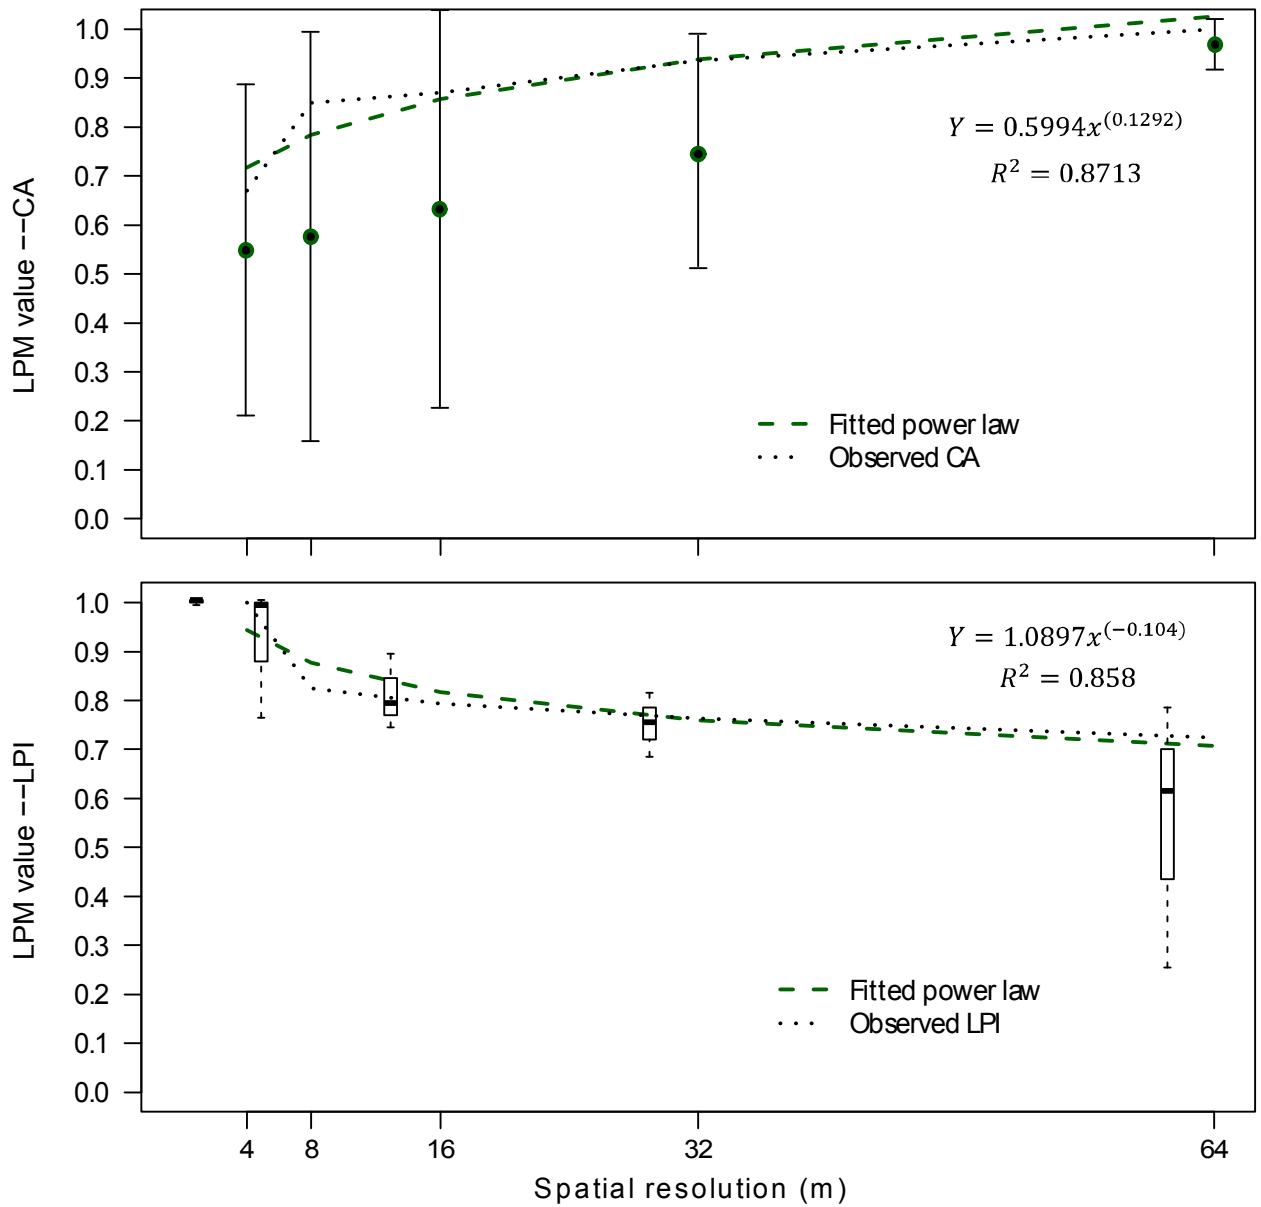 LPM value −−CA
1.0
0.9
0.8
0.7
0.6
0.5
0.4
0.3
0.2
0.1
0.0
Y = 0.5994x^(0.1292)
R² = 0.8713
Fitted power law
Observed CA
LPM value −−LPI
1.0
0.9
0.8
0.7
0.6
0.5
0.4
0.3
0.2
0.1
0.0
Y = 1.0897x^(−0.104)
R² = 0.858
Fitted power law
Observed LPI
4 8 16 32 64
Spatial resolution (m)